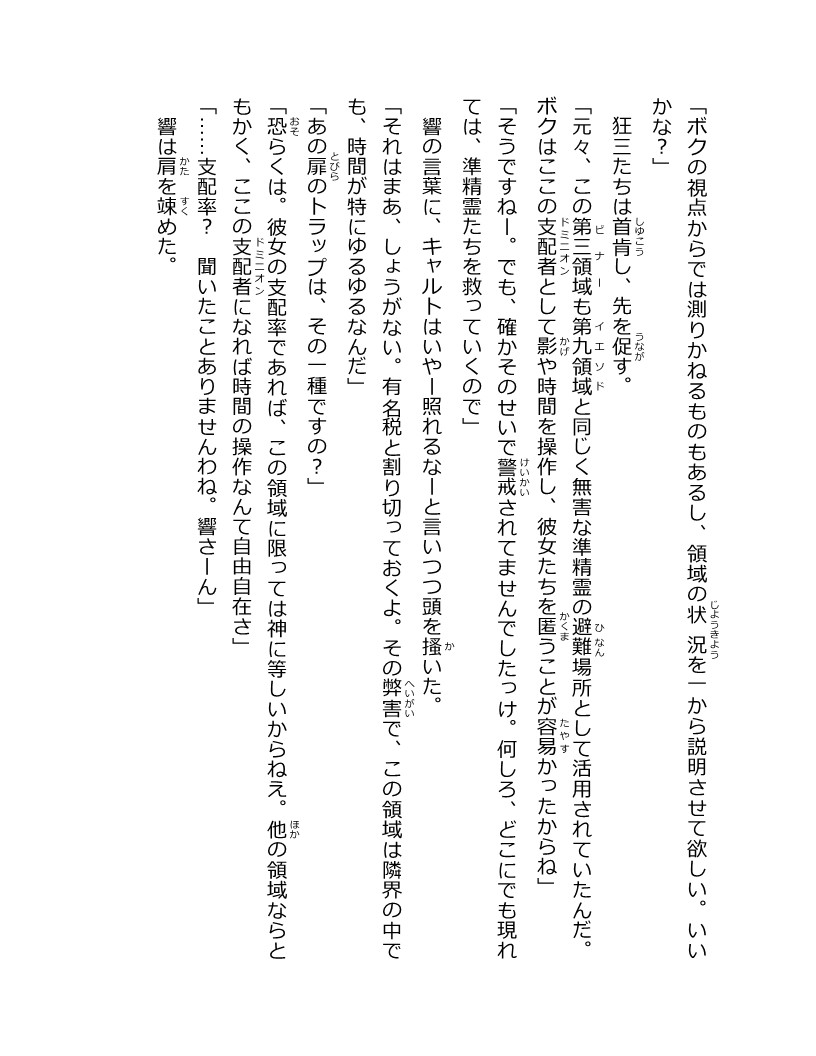 「ボクの視点からでは測りかねるものもあるし、領域の状況を一から説明させて欲しい。いい
かな？」
狂三たちは首肯し、先を促す。
「元々、この第三領域も第九領域と同じく無害な準精霊の避難場所として活用されていたんだ。
ボクはここの支配者として影や時間を操作し、彼女たちを匿うことが容易かったからね」
「そうですねー。でも、確かそのせいで警戒されてませんでしたっけ。何しろ、どこにでも現れ
ては、準精霊たちを救っていくので」
響の言葉に、キャルトはいやー照れるなーと言いつつ頭を掻いた。
「それはまあ、しょうがない。有名税と割り切っておくよ。その弊害で、この領域は隣界の中で
も、時間が特にゆるゆるなんだ」
「あの扉のトラップは、その一種ですの？」
「恐らくは。彼女の支配率であれば、この領域に限っては神に等しいからねえ。他の領域ならと
もかく、ここの支配者になれば時間の操作なんて自由自在さ」
「……支配率？　聞いたことありませんわね。響さーん」
響は肩を竦めた。